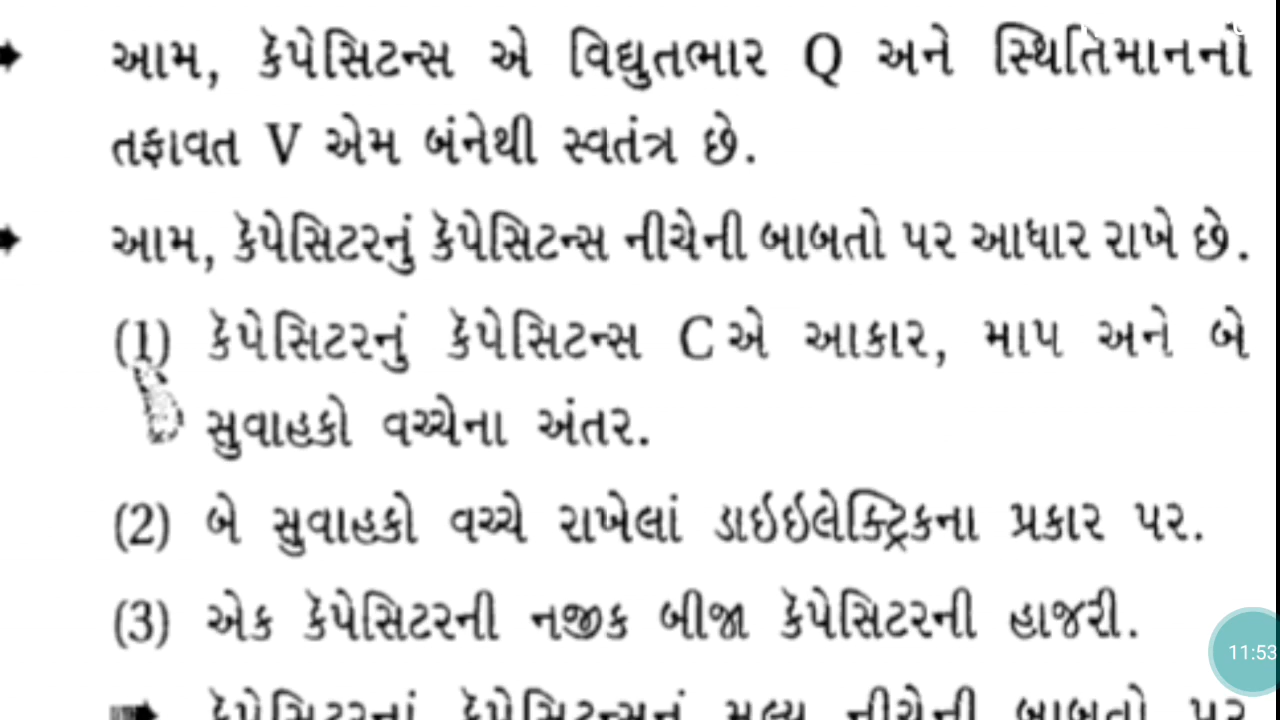 આમ, કૅપેસિટન્સ એ વિદ્યુતભાર Q અને સ્થિતિમાનનો
તફાવત V એમ બંનેથી સ્વતંત્ર છે.
આમ, કૅપેસિટરનું કૅપેસિટન્સ નીચેની બાબતો પર આધાર રાખે છે.
(1) કૅપેસિટરનું કૅપેસિટન્સ C એ આકાર, માપ અને બે
સુવાહકો વચ્ચેના અંતર.
(2) બે સુવાહકો વચ્ચે રાખેલાં ડાઇઇલેક્ટ્રિકના પ્રકાર પર.
(3) એક કૅપેસિટરની નજીક બીજા કૅપેસિટરની હાજરી.
11:53